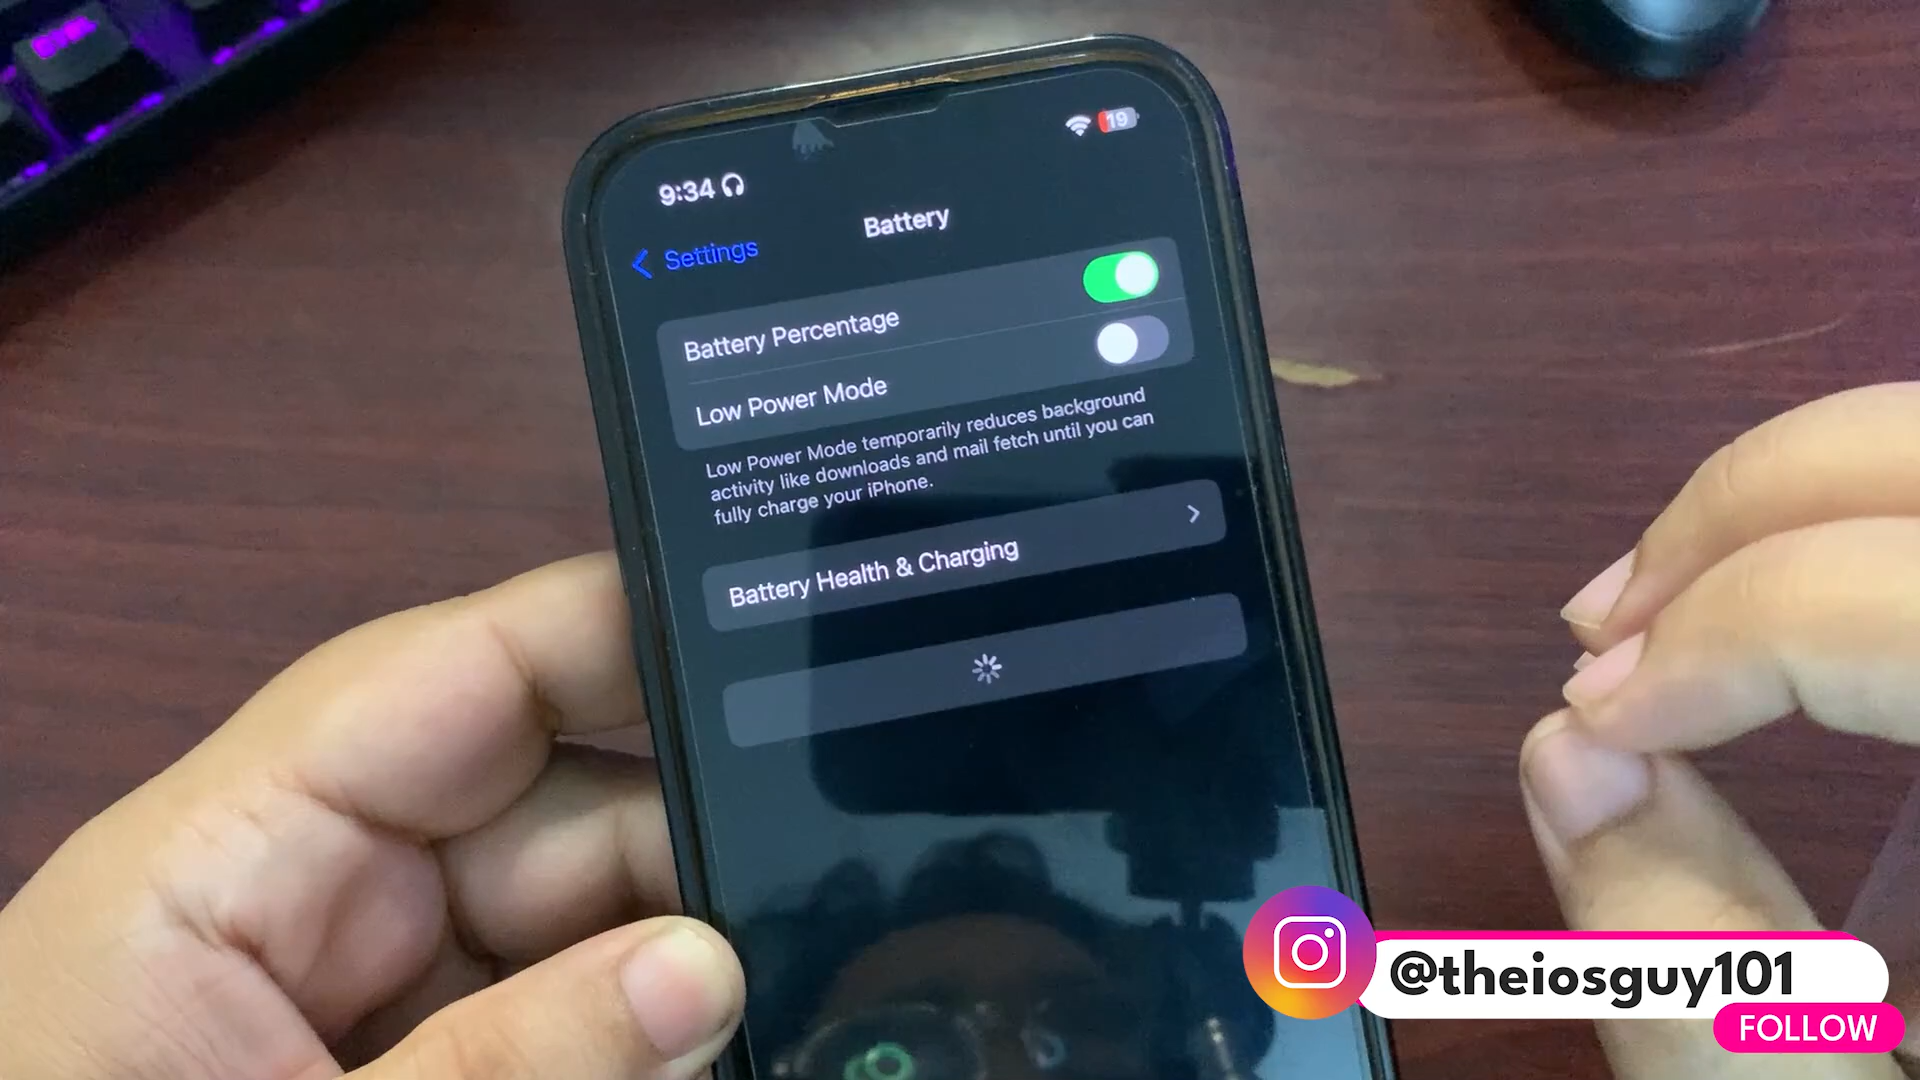 9:34
19
Settings
Battery
Battery Percentage
Low Power Mode
Low Power Mode temporarily reduces background
activity like downloads and mail fetch until you can
fully charge your iPhone.
Battery Health & Charging
@theiosguy101
FOLLOW